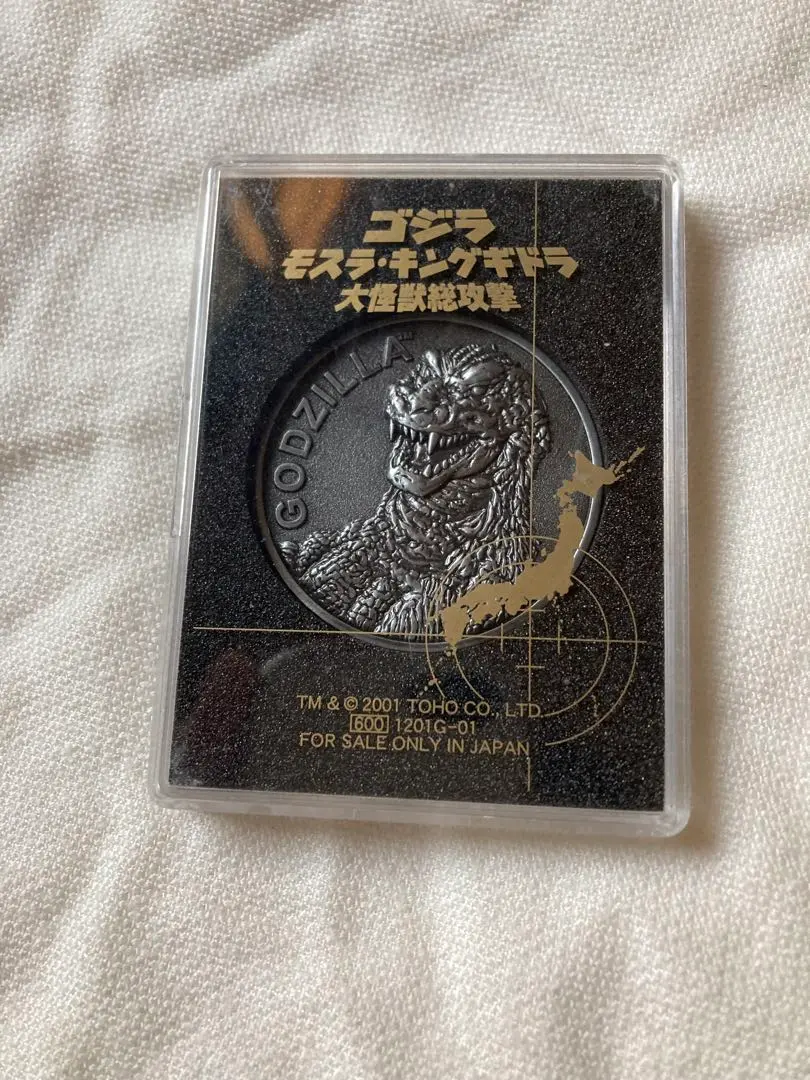 ゴジラ
モスラ・キングギドラ
大怪獣総攻撃
GODZILLA
TM & © 2001 TOHO CO., LTD
600 1201G-01
FOR SALE ONLY IN JAPAN